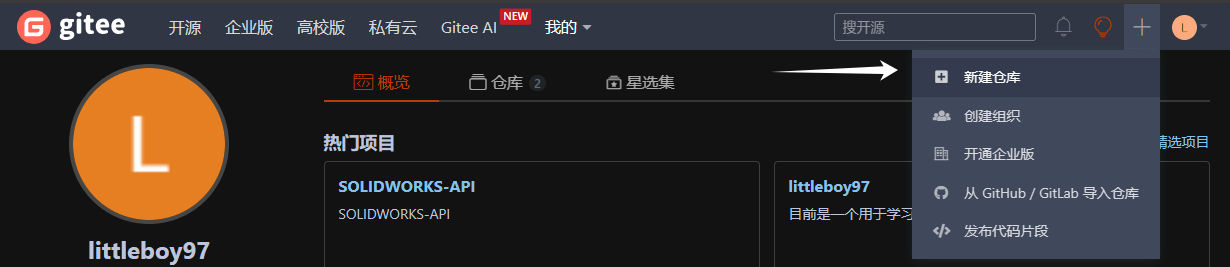 gitee 开源 企业版 高校版 私有云 Gitee AI NEW 我的 搜开源 L
新建仓库
创建组织
开通企业版
从 GitHub / GitLab 导入仓库
发布代码片段
L
littleboy97
概览 仓库 2 星选集
热门项目 精选项目
SOLIDWORKS-API
SOLIDWORKS-API
littleboy97
目前是一个用于学习